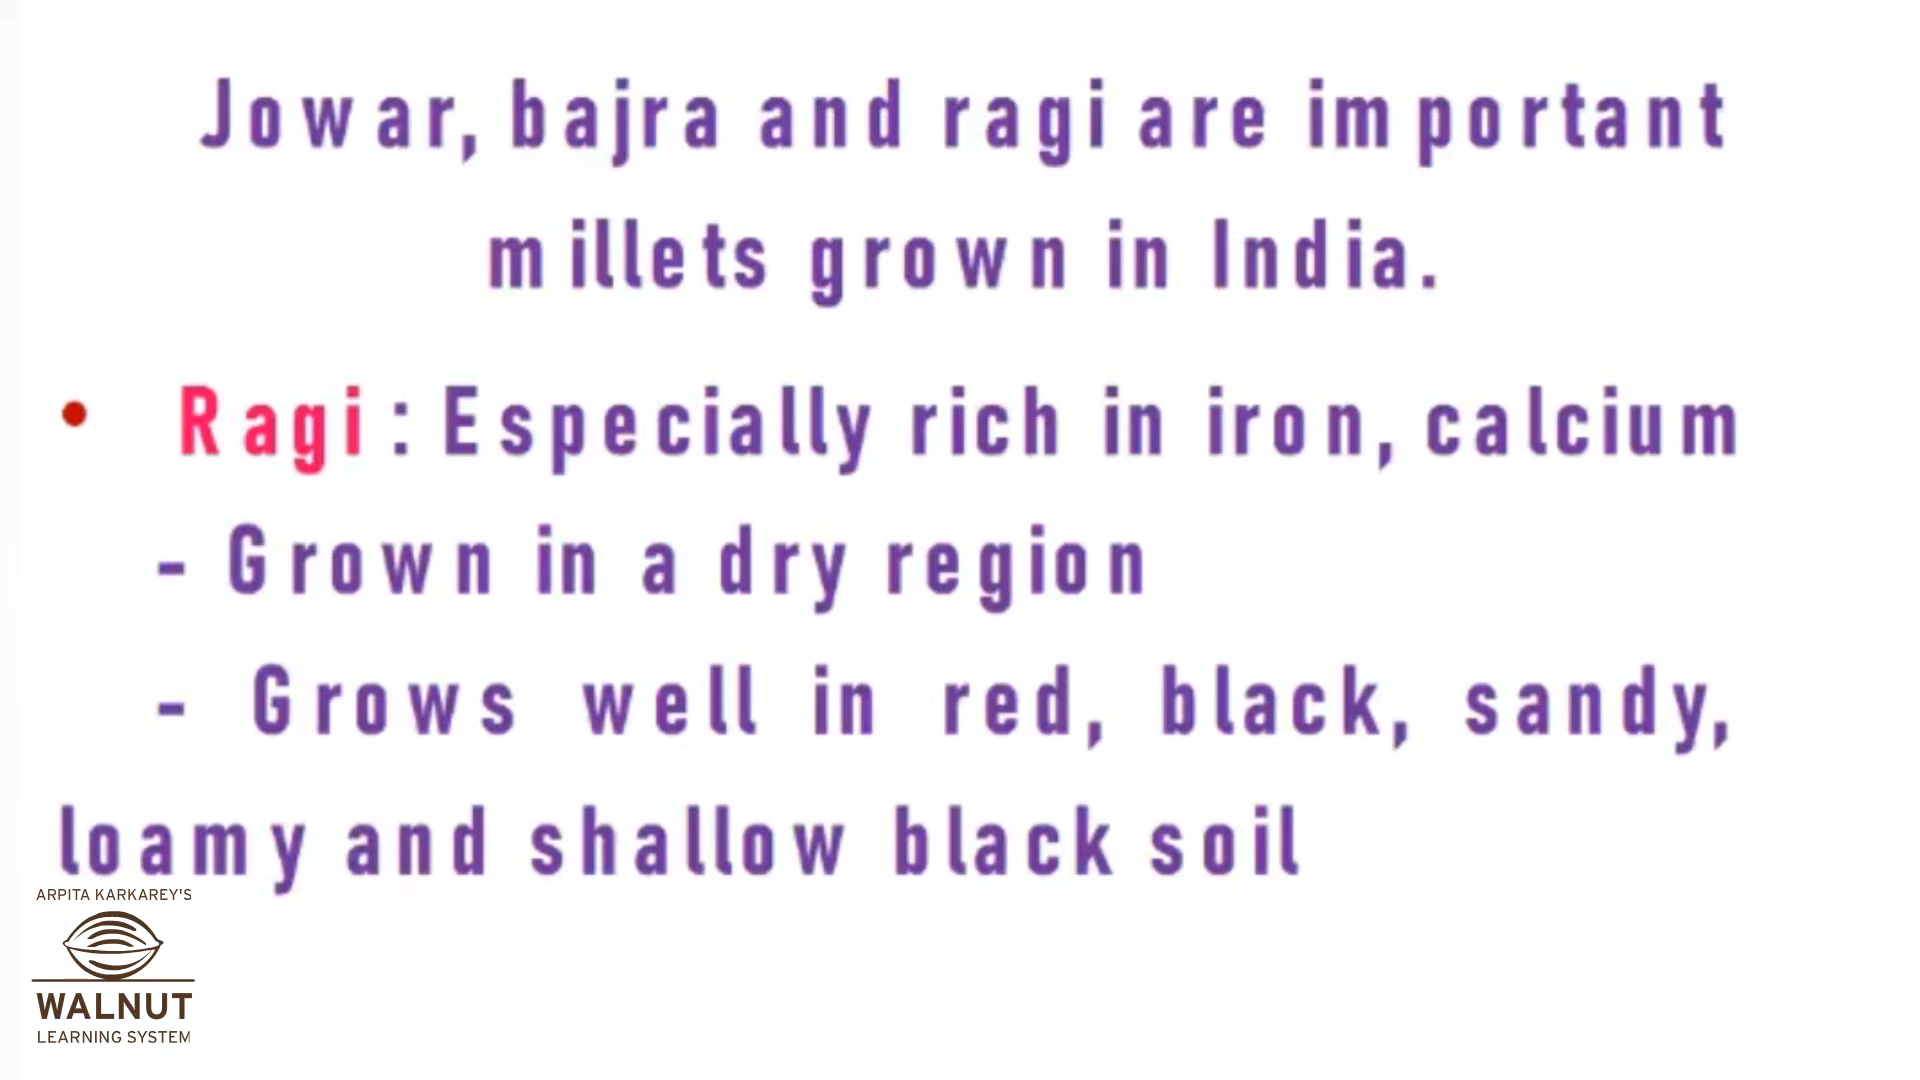 Jowar, bajra and ragi are important
millets grown in India.
• Ragi: Especially rich in iron, calcium
- Grown in a dry region
- Grows well in red, black, sandy,
loamy and shallow black soil
ARPITA KARKAREY'S
WALNUT
LEARNING SYSTEM